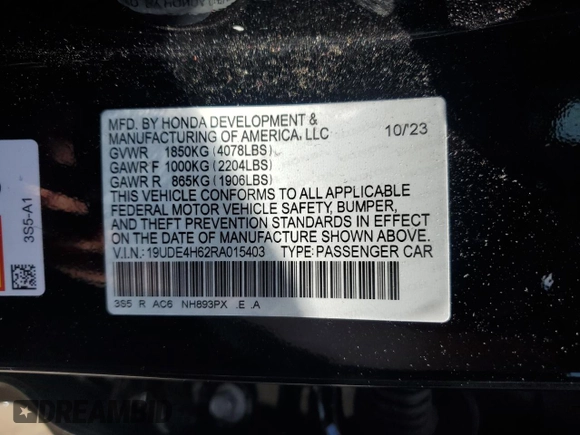 MFD. BY HONDA DEVELOPMENT &
MANUFACTURING OF AMERICA, LLC 10/'23
GVWR 1850KG (4078LBS)
GAWR F 1000KG (2204LBS)
GAWR R 865KG (1906LBS)
THIS VEHICLE CONFORMS TO ALL APPLICABLE
FEDERAL MOTOR VEHICLE SAFETY, BUMPER,
AND THEFT PREVENTION STANDARDS IN EFFECT
ON THE DATE OF MANUFACTURE SHOWN ABOVE.
V.I.N.: 19UDE4H62RA015403 TYPE:PASSENGER CAR
3S5 R AC6 NH893PX .E .A
3S5-A1
DREAMBID